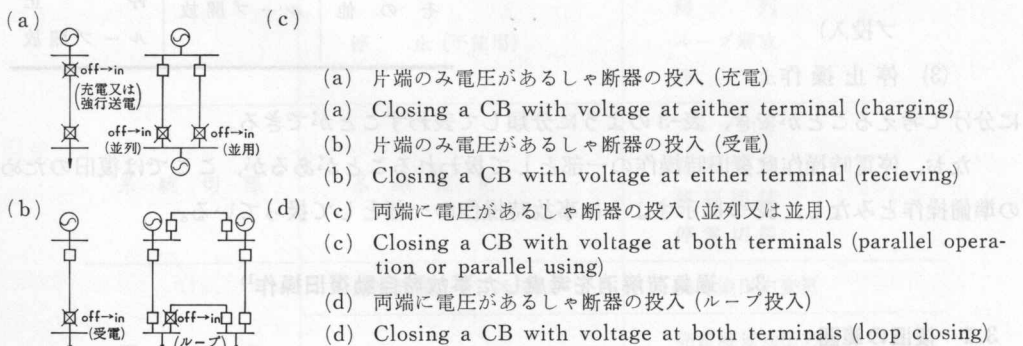 (a)
(c)
off→in
(充電又は
強行送電)
off→in
(並列)
off→in
(並用)
(b)
(d)
off→in
(受電)
off→in
(ループ
(a) 片端のみ電圧があるしゃ断器の投入 (充電)
(a) Closing a CB with voltage at either terminal (charging)
(b) 片端のみ電圧があるしゃ断器の投入 (受電)
(b) Closing a CB with voltage at either terminal (recieving)
(c) 両端に電圧があるしゃ断器の投入 (並列又は並用)
(c) Closing a CB with voltage at both terminals (parallel opera-
tion or parallel using)
(d) 両端に電圧があるしゃ断器の投入 (ループ投入)
(d) Closing a CB with voltage at both terminals (loop closing)